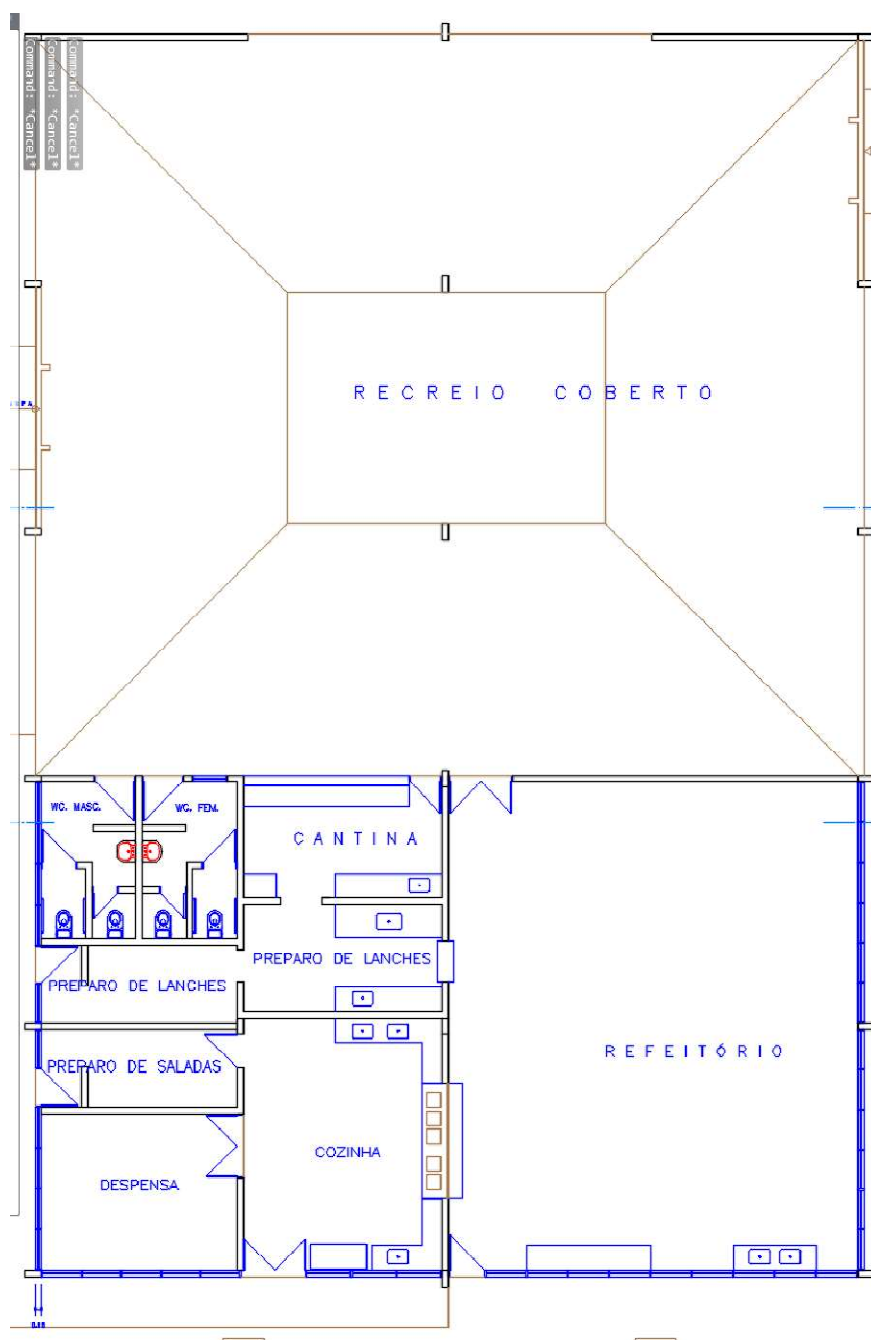 Command: *Cancel*
Command: *Cancel*
Command: *Cancel*
RECREIO COBERTO
WC. MASC.
WC. FEM.
CANTINA
PREPARO DE LANCHES
PREPARO DE LANCHES
REFEITÓRIO
PREPARO DE SALADAS
COZINHA
DESPENSA